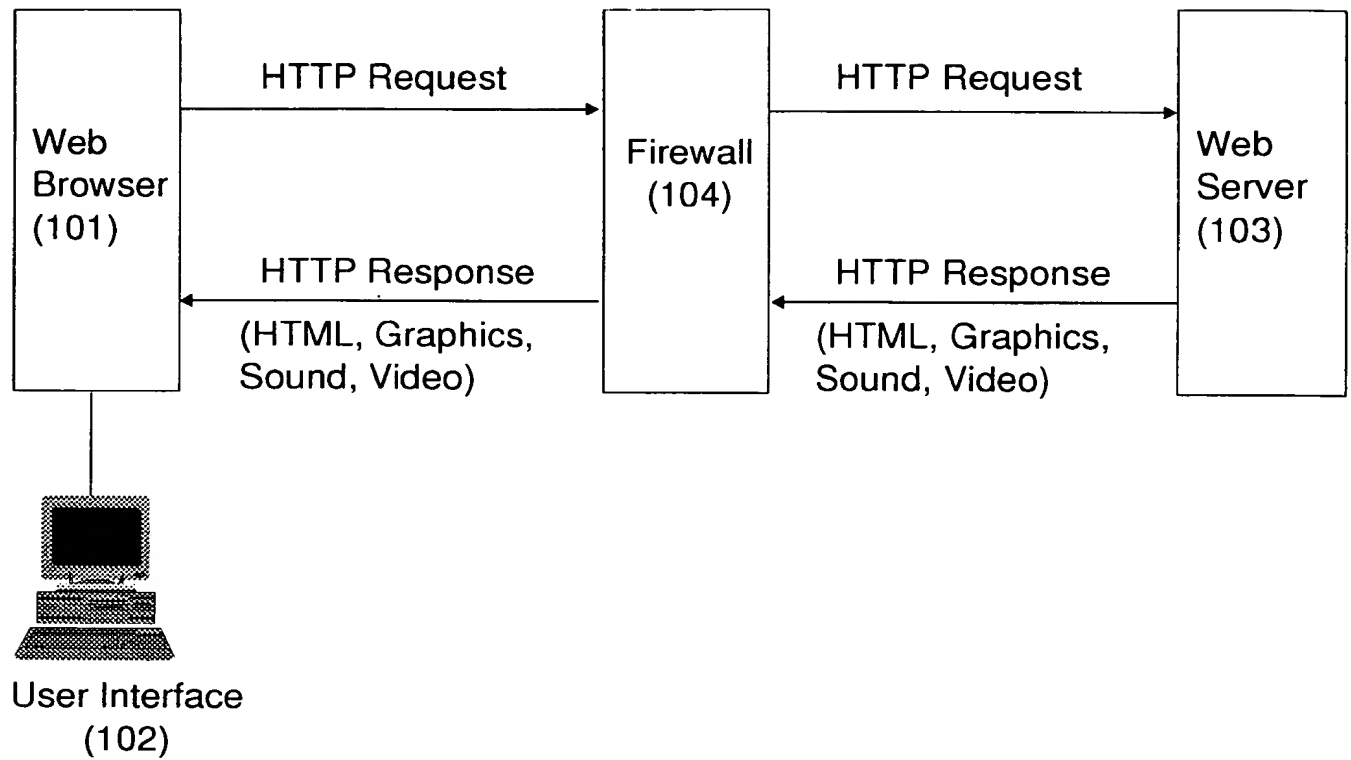 HTTP Request
HTTP Request
Web
Browser
(101)
Firewall
(104)
Web
Server
(103)
HTTP Response
(HTML, Graphics,
Sound, Video)
HTTP Response
(HTML, Graphics,
Sound, Video)
User Interface
(102)